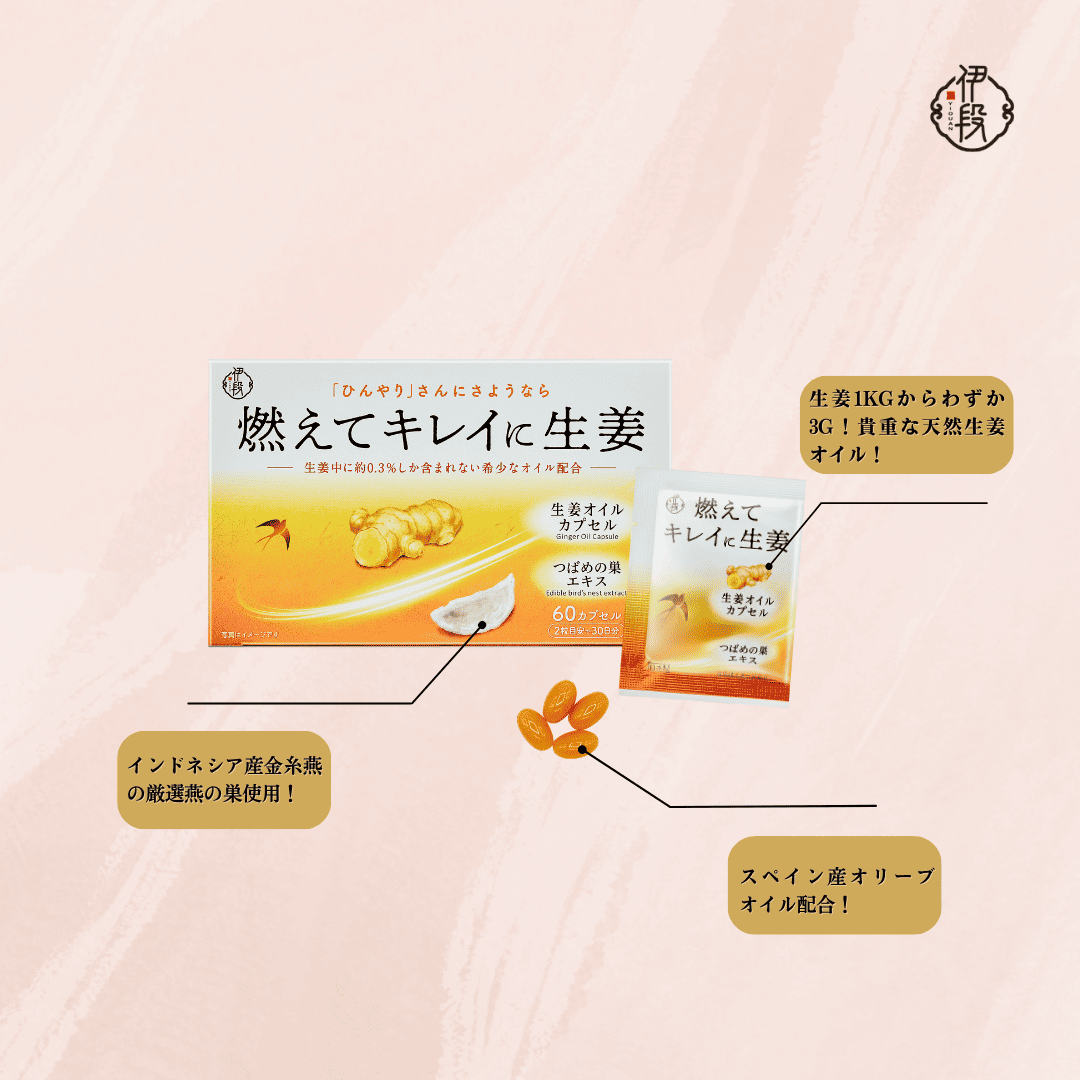 伊段
YIDUAN
伊段
「ひんやり」さんにさようなら
燃えてキレイに生姜
生姜中に約0.3%しか含まれない希少なオイル配合
生姜オイル
カプセル
Ginger Oil Capsule
つばめの巣
エキス
Edible bird's nest extract
60カプセル
2粒目安・30日分
写真はイメージです
生姜1KGからわずか
3G！貴重な天然生姜
オイル！
伊段
燃えて
キレイに生姜
生姜オイル
カプセル
つばめの巣
エキス
インドネシア産金糸燕
の厳選燕の巣使用！
スペイン産オリーブ
オイル配合！